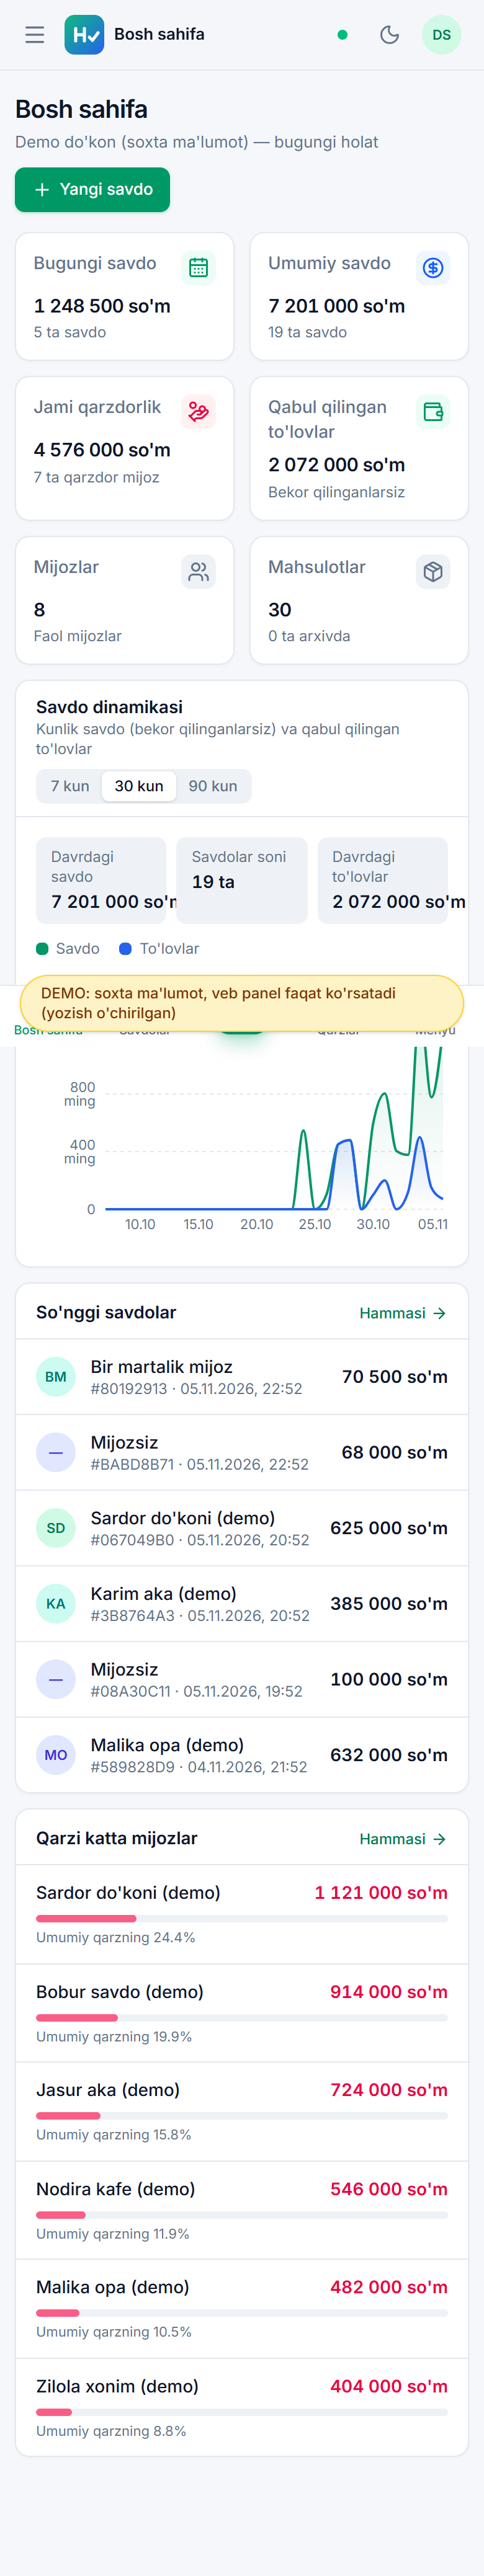 H✓ Bosh sahifa DS
Bosh sahifa
Demo do'kon (soxta ma'lumot) — bugungi holat
+ Yangi savdo
Bugungi savdo
1 248 500 so'm
5 ta savdo
Umumiy savdo
7 201 000 so'm
19 ta savdo
Jami qarzdorlik
4 576 000 so'm
7 ta qarzdor mijoz
Qabul qilingan
to'lovlar
2 072 000 so'm
Bekor qilinganlarsiz
Mijozlar
8
Faol mijozlar
Mahsulotlar
30
0 ta arxivda
Savdo dinamikasi
Kunlik savdo (bekor qilinganlarsiz) va qabul qilingan
to'lovlar
7 kun 30 kun 90 kun
Davrdagi
savdo
7 201 000 so'm
Savdolar soni
19 ta
Davrdagi
to'lovlar
2 072 000 so'm
Savdo To'lovlar
DEMO: soxta ma'lumot, veb panel faqat ko'rsatadi
(yozish o'chirilgan)
Bosh sahifa Savdolar Qarzlar Menyu
800
ming
400
ming
0
10.10 15.10 20.10 25.10 30.10 05.11
So'nggi savdolar Hammasi →
BM Bir martalik mijoz 70 500 so'm
#80192913 · 05.11.2026, 22:52
— Mijozsiz 68 000 so'm
#BABD8B71 · 05.11.2026, 22:52
SD Sardor do'koni (demo) 625 000 so'm
#067049B0 · 05.11.2026, 20:52
KA Karim aka (demo) 385 000 so'm
#3B8764A3 · 05.11.2026, 20:52
— Mijozsiz 100 000 so'm
#08A30C11 · 05.11.2026, 19:52
MO Malika opa (demo) 632 000 so'm
#589828D9 · 04.11.2026, 21:52
Qarzi katta mijozlar Hammasi →
Sardor do'koni (demo) 1 121 000 so'm
Umumiy qarzning 24.4%
Bobur savdo (demo) 914 000 so'm
Umumiy qarzning 19.9%
Jasur aka (demo) 724 000 so'm
Umumiy qarzning 15.8%
Nodira kafe (demo) 546 000 so'm
Umumiy qarzning 11.9%
Malika opa (demo) 482 000 so'm
Umumiy qarzning 10.5%
Zilola xonim (demo) 404 000 so'm
Umumiy qarzning 8.8%